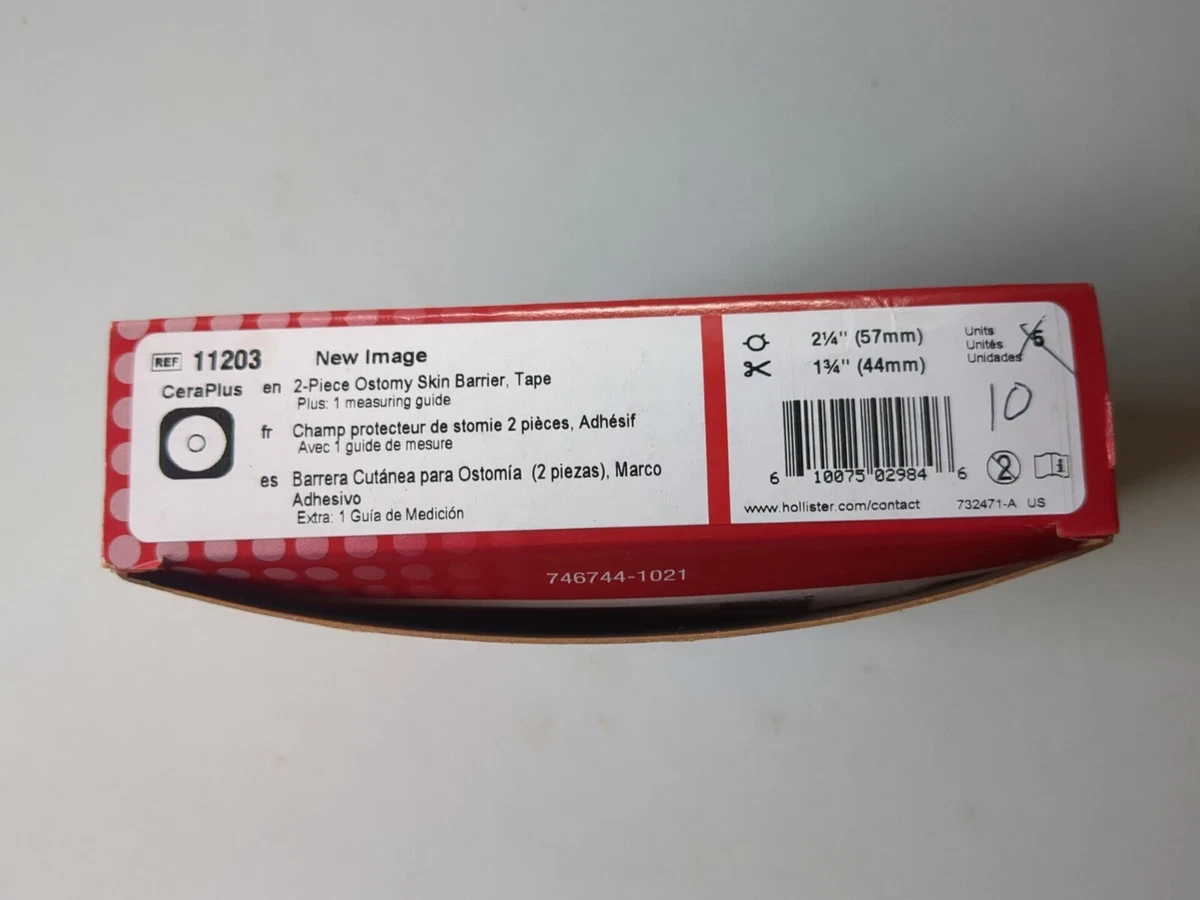 REF 11203 New Image
CeraPlus
en 2-Piece Ostomy Skin Barrier, Tape
Plus: 1 measuring guide
fr Champ protecteur de stomie 2 pièces, Adhésif
Avec 1 guide de mesure
es Barrera Cutánea para Ostomía (2 piezas), Marco
Adhesivo
Extra: 1 Guía de Medición
2¼" (57mm)
1¾" (44mm)
Units
Unités
Unidades
5
10
6 10075 02984 6
2
i
www.hollister.com/contact 732471-A US
746744-1021